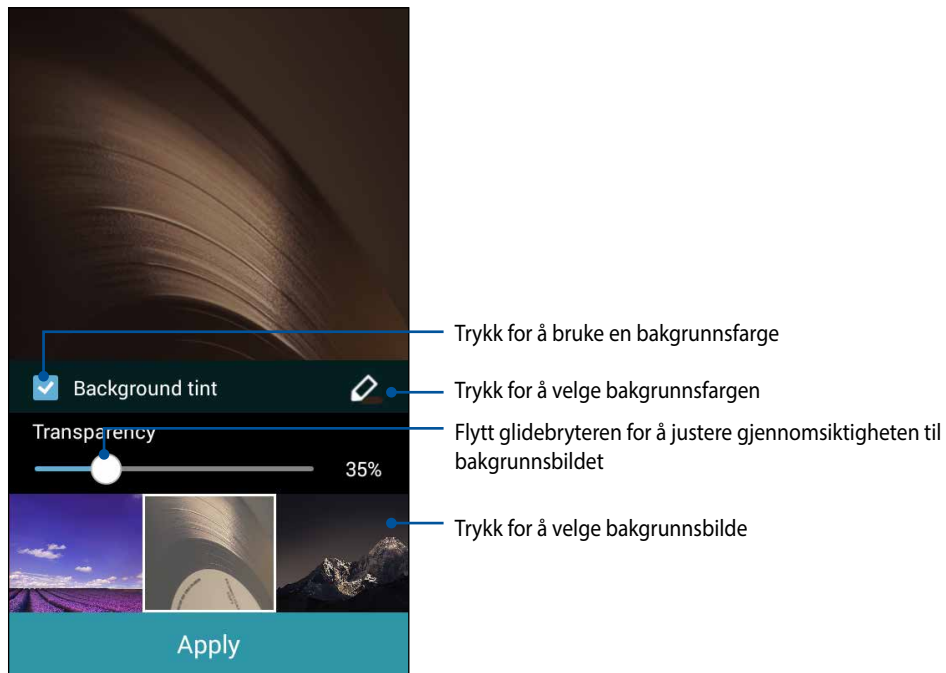 Trykk for å bruke en bakgrunnsfarge
Background tint
Trykk for å velge bakgrunnsfargen
Transparency
Flytt glidebryteren for å justere gjennomsiktigheten til
bakgrunnsbildet
35%
Trykk for å velge bakgrunnsbilde
Apply